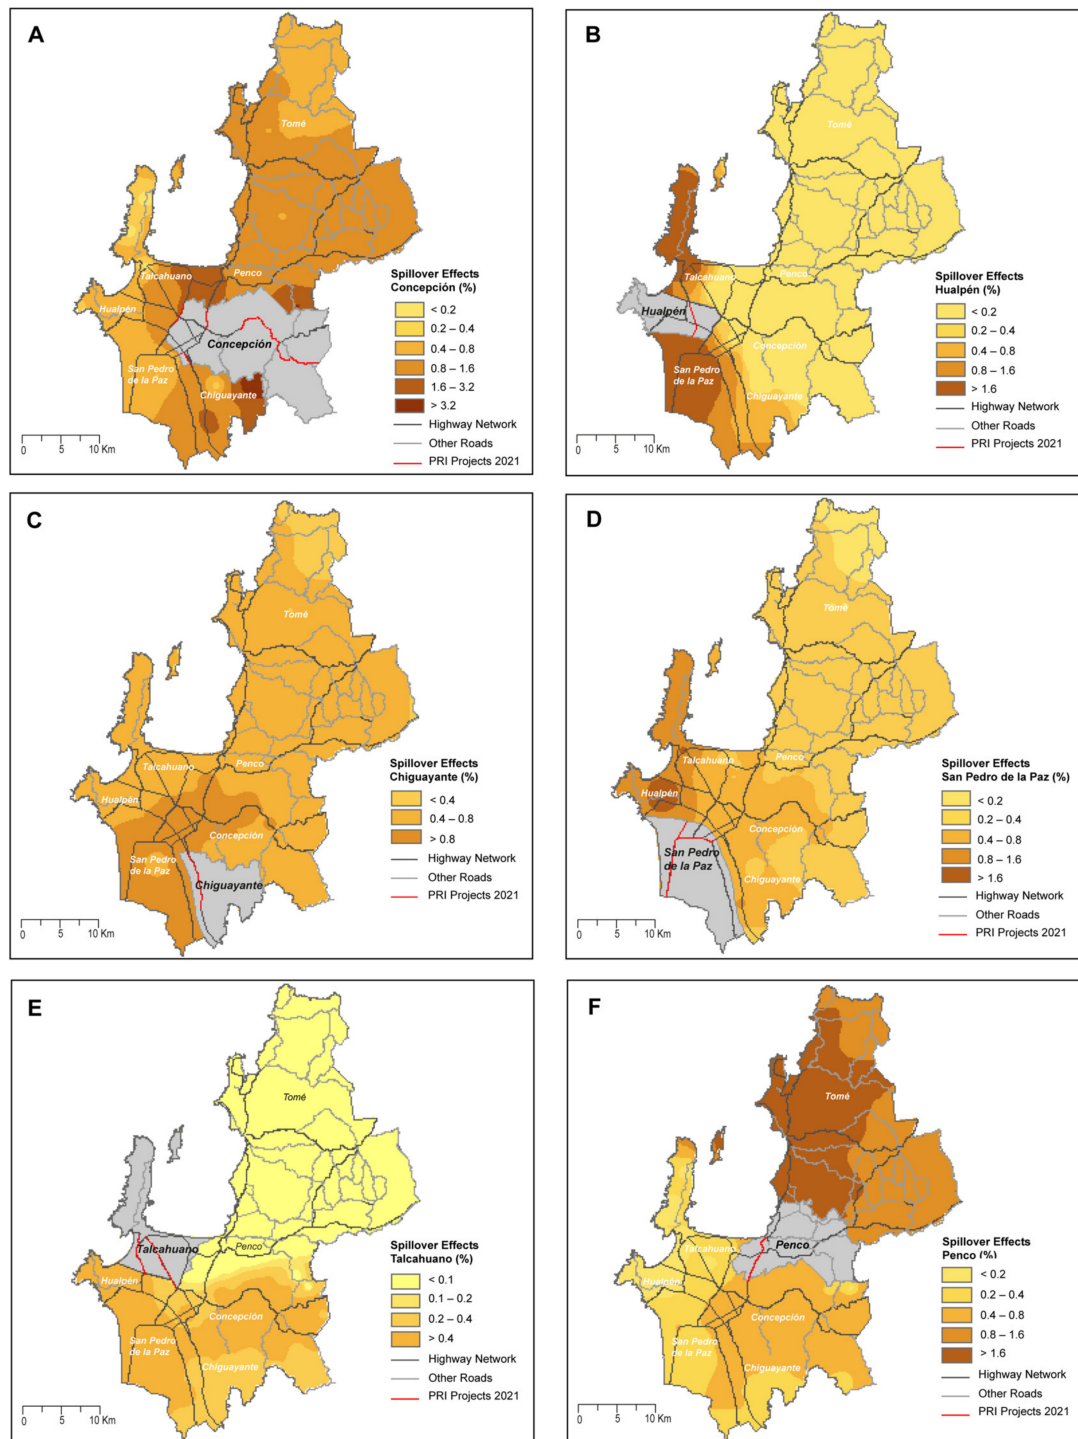 A
Tomé
Talcahuano
Penco
Hualpén
Concepción
San Pedro
de la Paz
Chiguayante
Spillover Effects
Concepción (%)
< 0.2
0.2 – 0.4
0.4 – 0.8
0.8 – 1.6
1.6 – 3.2
> 3.2
Highway Network
Other Roads
PRI Projects 2021
0 5 10 Km
B
Tomé
Talcahuano
Penco
Hualpén
Concepción
San Pedro
de la Paz
Chiguayante
Spillover Effects
Hualpén (%)
< 0.2
0.2 – 0.4
0.4 – 0.8
0.8 – 1.6
> 1.6
Highway Network
Other Roads
PRI Projects 2021
0 5 10 Km
C
Tomé
Talcahuano
Penco
Hualpén
Concepción
San Pedro
de la Paz
Chiguayante
Spillover Effects
Chiguayante (%)
< 0.4
0.4 – 0.8
> 0.8
Highway Network
Other Roads
PRI Projects 2021
0 5 10 Km
D
Tomé
Talcahuano
Penco
Hualpén
Concepción
San Pedro
de la Paz
Chiguayante
Spillover Effects
San Pedro de la Paz (%)
< 0.2
0.2 – 0.4
0.4 – 0.8
0.8 – 1.6
> 1.6
Highway Network
Other Roads
PRI Projects 2021
0 5 10 Km
E
Tomé
Talcahuano
Penco
Hualpén
Concepción
San Pedro
de la Paz
Chiguayante
Spillover Effects
Talcahuano (%)
< 0.1
0.1 – 0.2
0.2 – 0.4
> 0.4
Highway Network
Other Roads
PRI Projects 2021
0 5 10 Km
F
Tomé
Talcahuano
Penco
Hualpén
Concepción
San Pedro
de la Paz
Chiguayante
Spillover Effects
Penco (%)
< 0.2
0.2 – 0.4
0.4 – 0.8
0.8 – 1.6
> 1.6
Highway Network
Other Roads
PRI Projects 2021
0 5 10 Km